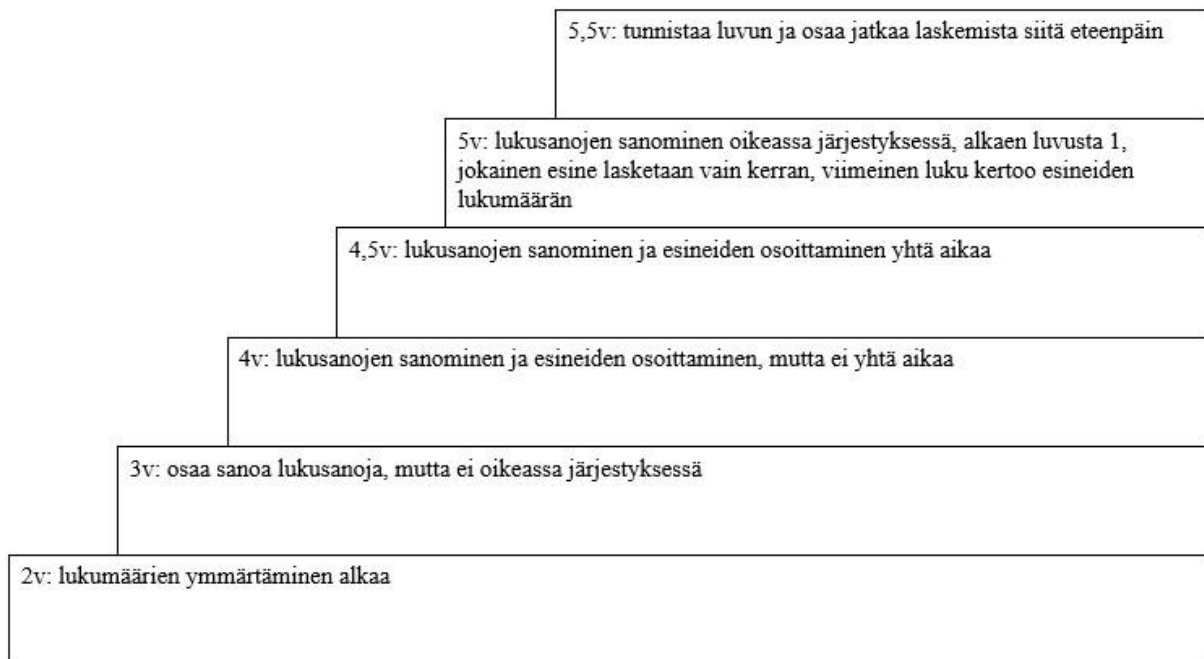 5,5v: tunnistaa luvun ja osaa jatkaa laskemista siitä eteenpäin
5v: lukusanojen sanominen oikeassa järjestyksessä, alkaen luvusta 1,
jokainen esine lasketaan vain kerran, viimeinen luku kertoo esineiden
lukumäärän
4,5v: lukusanojen sanominen ja esineiden osoittaminen yhtä aikaa
4v: lukusanojen sanominen ja esineiden osoittaminen, mutta ei yhtä aikaa
3v: osaa sanoa lukusanoja, mutta ei oikeassa järjestyksessä
2v: lukumäärien ymmärtäminen alkaa